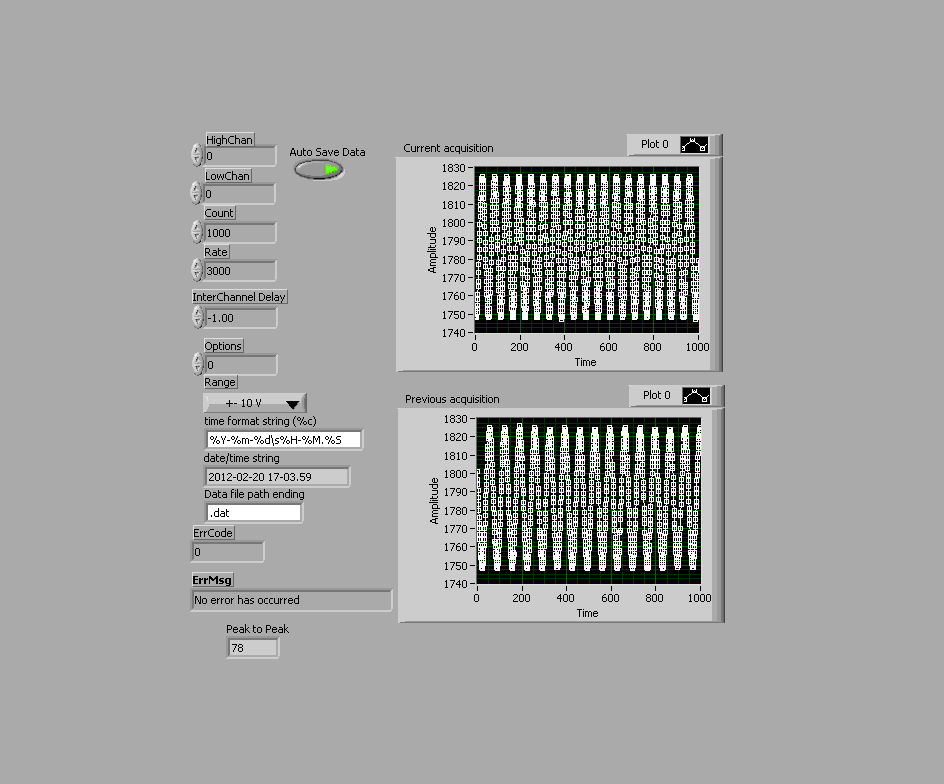 HighChan
0
LowChan
0
Count
1000
Rate
3000
InterChannel Delay
-1.00
Options
0
Range
+- 10 V
time format string (%c)
%Y-%m-%d\s%H-%M.%S
date/time string
2012-02-20 17-03.59
Data file path ending
.dat
ErrCode
0
ErrMsg
No error has occurred
Peak to Peak
78
Auto Save Data
Current acquisition
Plot 0
1830
1820
1810
1800
1790
1780
1770
1760
1750
1740
Amplitude
0 200 400 600 800 1000
Time
Previous acquisition
Plot 0
1830
1820
1810
1800
1790
1780
1770
1760
1750
1740
Amplitude
0 200 400 600 800 1000
Time